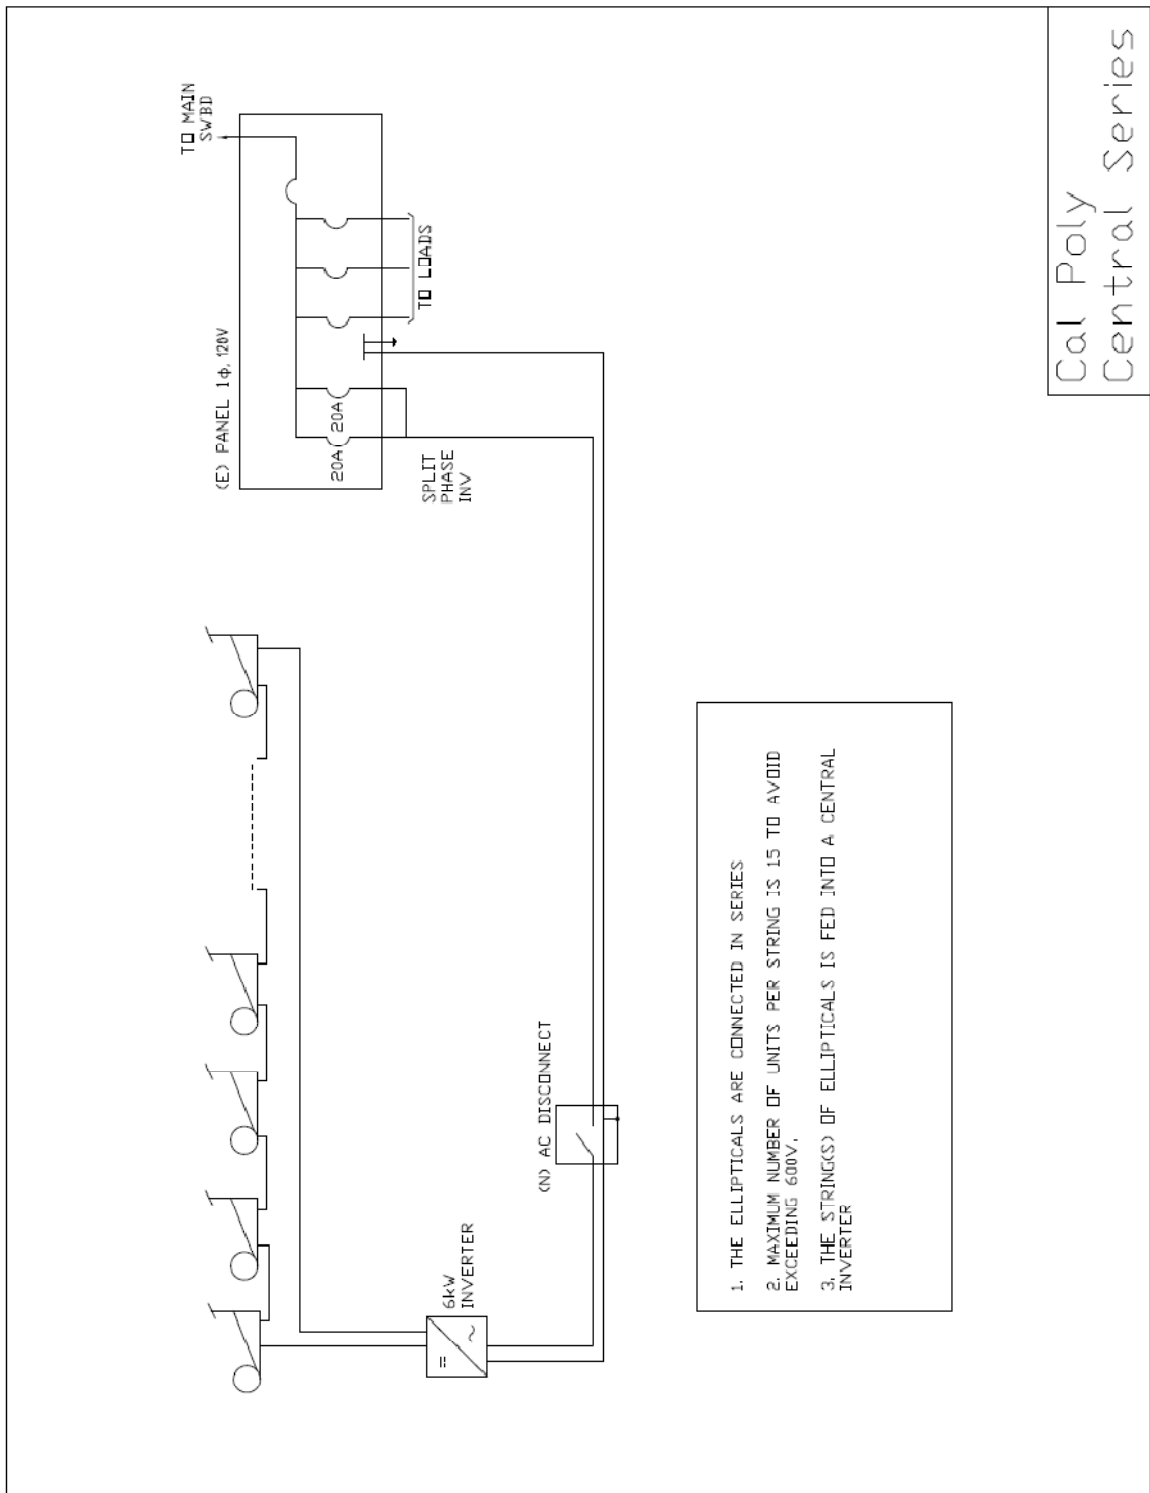 TO MAIN
SWBD
(E) PANEL 1ϕ, 120V
20A
20A
TO LOADS
SPLIT
PHASE
INV
(N) AC DISCONNECT
6kW
INVERTER
1. THE ELLIPTICALS ARE CONNECTED IN SERIES
2. MAXIMUM NUMBER OF UNITS PER STRING IS 15 TO AVOID
EXCEEDING 600V.
3. THE STRING(S) OF ELLIPTICALS IS FED INTO A CENTRAL
INVERTER
Cal Poly
Central Series